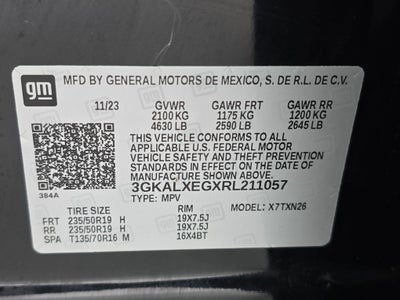 gm
MFD BY GENERAL MOTORS DE MEXICO, S. DE R.L. DE C.V.
11/23 GVWR GAWR FRT GAWR RR
2100 KG 1175 KG 1200 KG
4630 LB 2590 LB 2645 LB
THIS VEHICLE CONFORMS TO ALL
APPLICABLE U.S. FEDERAL MOTOR
VEHICLE SAFETY AND THEFT
PREVENTION STANDARDS IN EFFECT ON
THE DATE OF MANUFACTURE SHOWN ABOVE.
384A
3GKALXEGXRL211057
TYPE: MPV MODEL: X7TXN26
TIRE SIZE RIM
FRT 235/50R19 H 19X7.5J
RR 235/50R19 H 19X7.5J
SPA T135/70R16 M 16X4BT